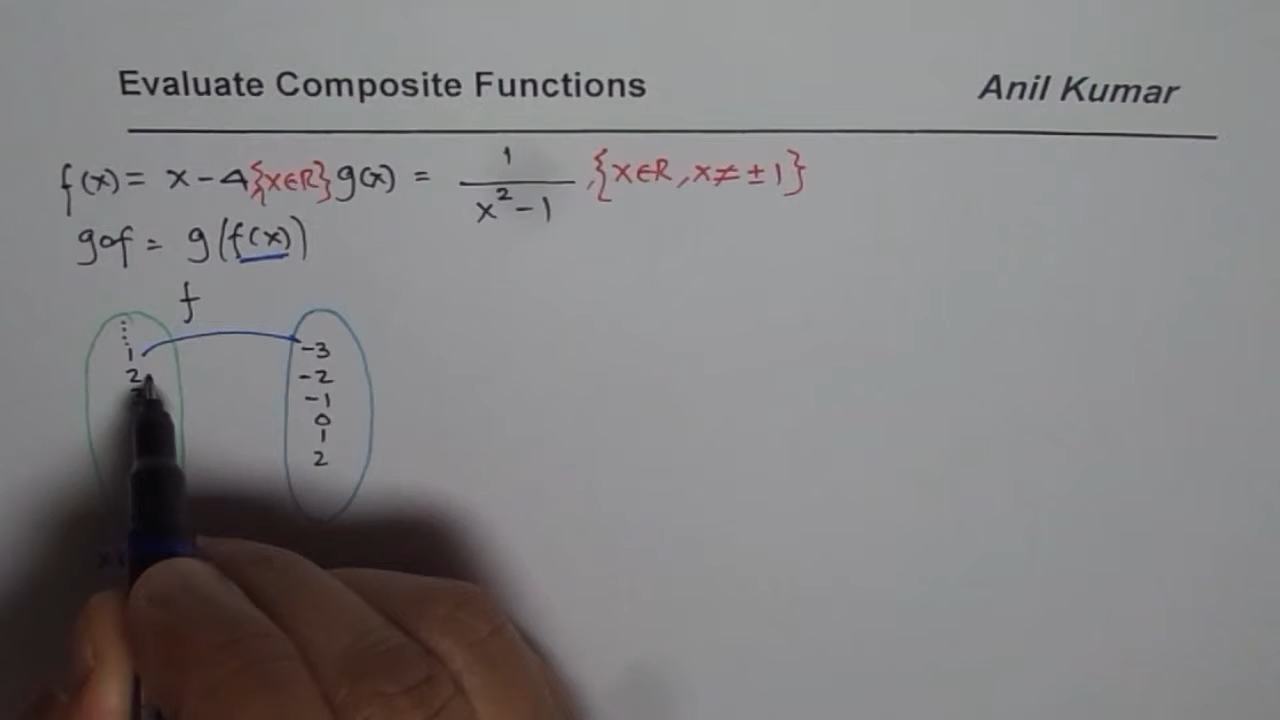 Evaluate Composite Functions Anil Kumar
f(x) = x - 4 {x∈R} g(x) = 1 / x² - 1 , {x∈R, x ≠ ± 1}
gof = g(f(x))
f
1 -3
2 -2
-1
0
1
2